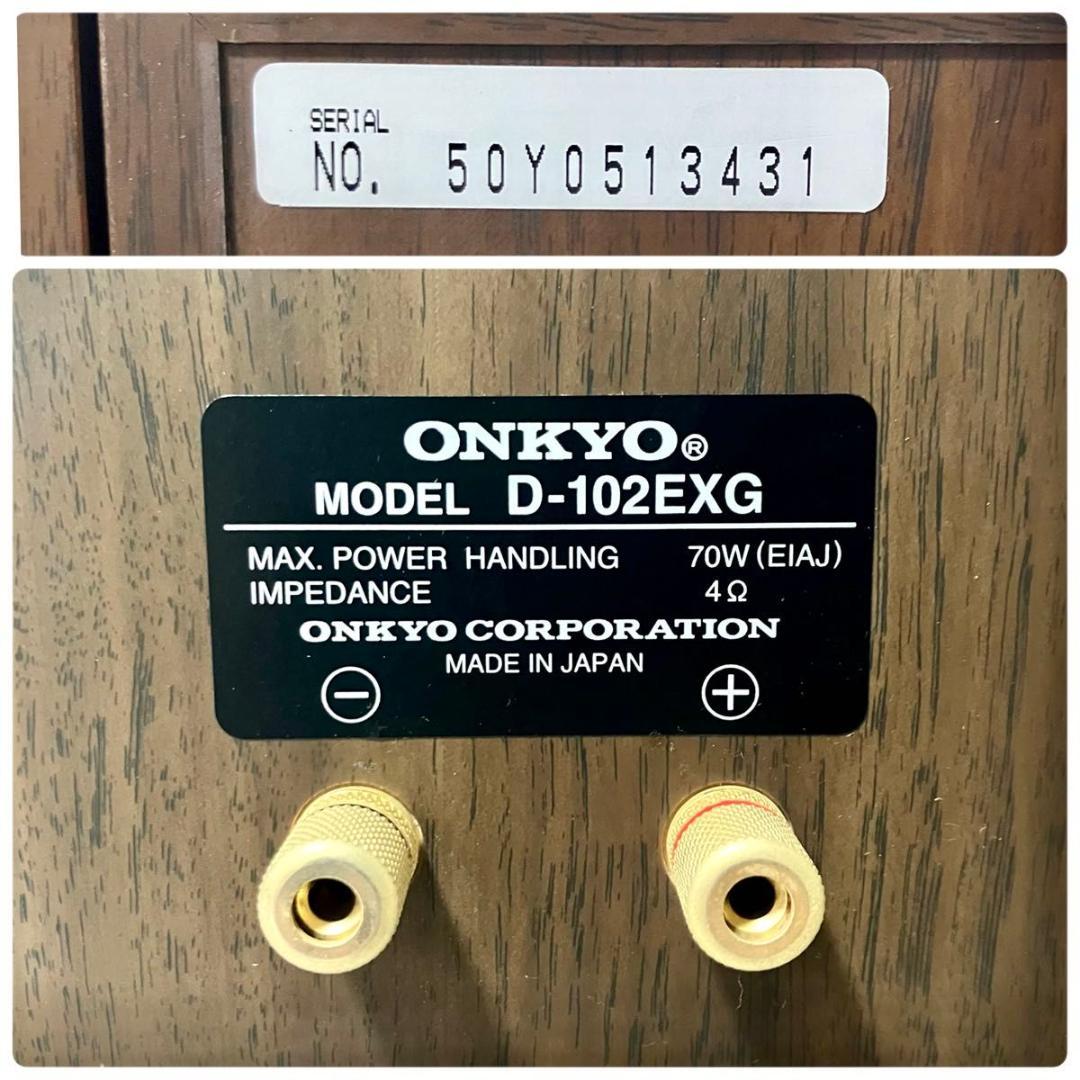 SERIAL
NO. 50Y0513431
ONKYO®
MODEL D-102EXG
MAX. POWER HANDLING 70W (EIAJ)
IMPEDANCE 4Ω
ONKYO CORPORATION
MADE IN JAPAN
⊖ ⊕